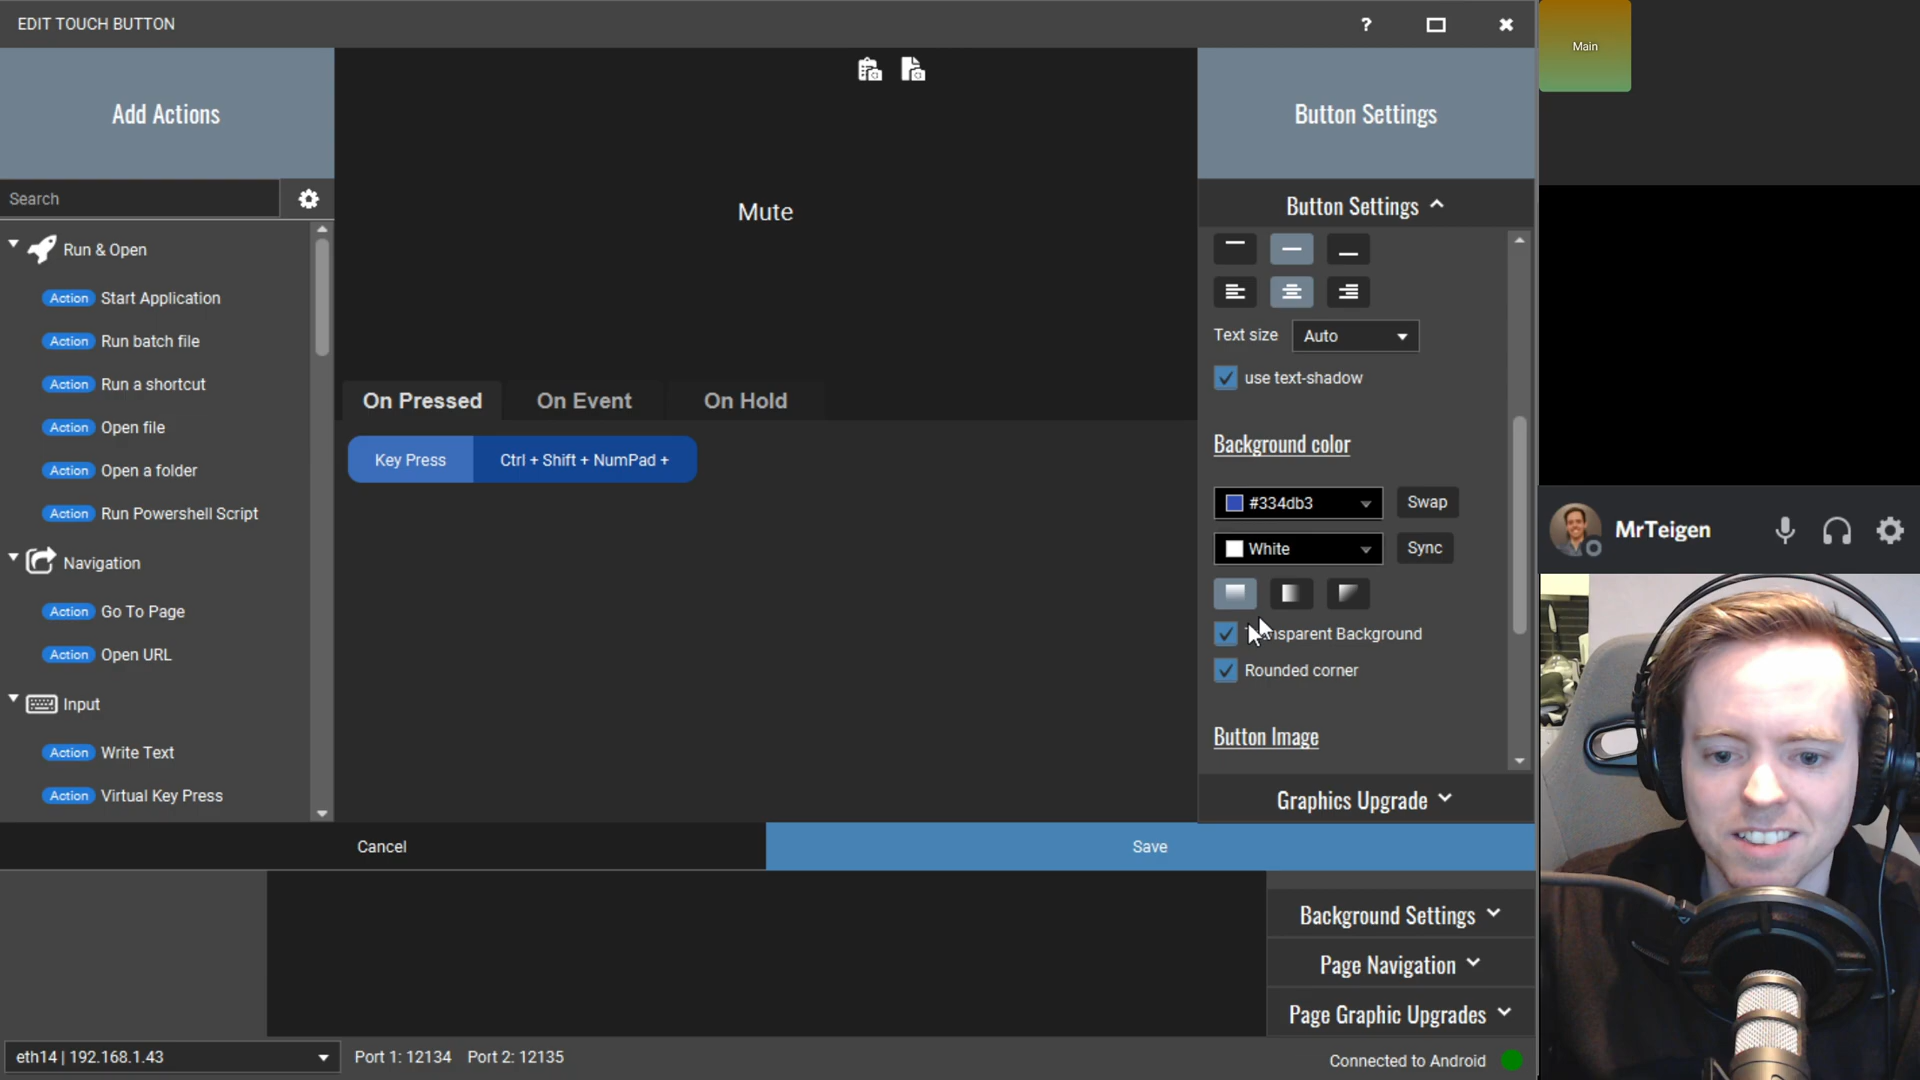 EDIT TOUCH BUTTON
?
Main
Add Actions
Button Settings
Search
Mute
Button Settings
Run & Open
Action Start Application
Action Run batch file
Action Run a shortcut
Action Open file
Action Open a folder
Action Run Powershell Script
Navigation
Action Go To Page
Action Open URL
Input
Action Write Text
Action Virtual Key Press
On Pressed
On Event
On Hold
Key Press
Ctrl + Shift + NumPad +
Text size
Auto
use text-shadow
Background color
#334db3
Swap
White
Sync
nsparent Background
Rounded corner
Button Image
Graphics Upgrade
MrTeigen
Cancel
Save
Background Settings
Page Navigation
Page Graphic Upgrades
eth14 | 192.168.1.43
Port 1: 12134
Port 2: 12135
Connected to Android